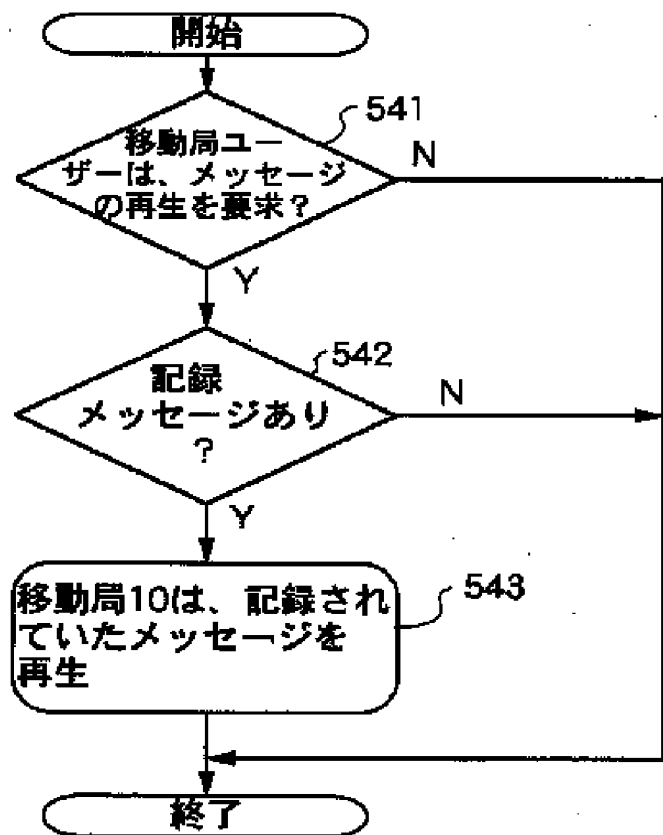 開始
541
移動局ユー
ザーは、メッセージ
の再生を要求？
N
Y
542
記録
メッセージあり
？
N
Y
543
移動局10は、記録され
ていたメッセージを
再生
終了